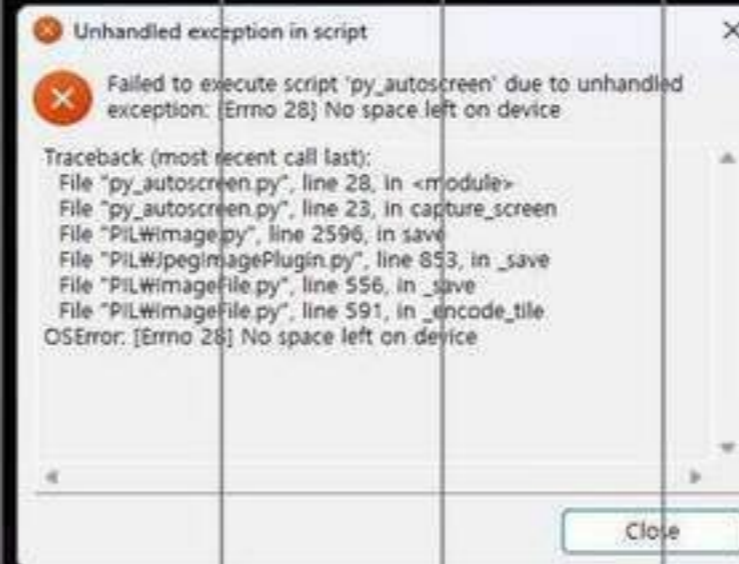 Unhandled exception in script
Failed to execute script 'py_autoscreen' due to unhandled
exception: [Errno 28] No space left on device
Traceback (most recent call last):
File "py_autoscreen.py", line 28, in <module>
File "py_autoscreen.py", line 23, in capture_screen
File "PIL₩Image.py", line 2596, in save
File "PIL₩JpegImagePlugin.py", line 853, in _save
File "PIL₩ImageFile.py", line 556, in _save
File "PIL₩ImageFile.py", line 591, in _encode_tile
OSError: [Errno 28] No space left on device
Close